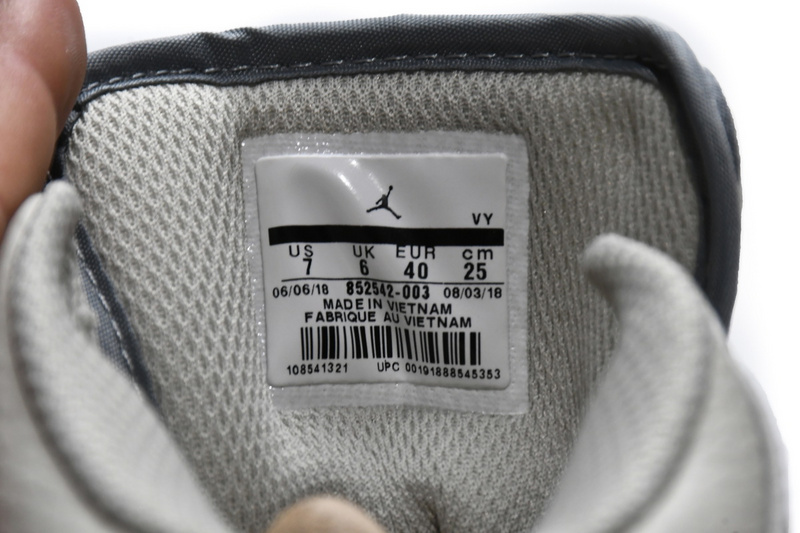 VY
US UK EUR cm
7 6 40 25
06/06/18 852542-003 08/03/18
MADE IN VIETNAM
FABRIQUE AU VIETNAM
108541321 UPC 00191888545353